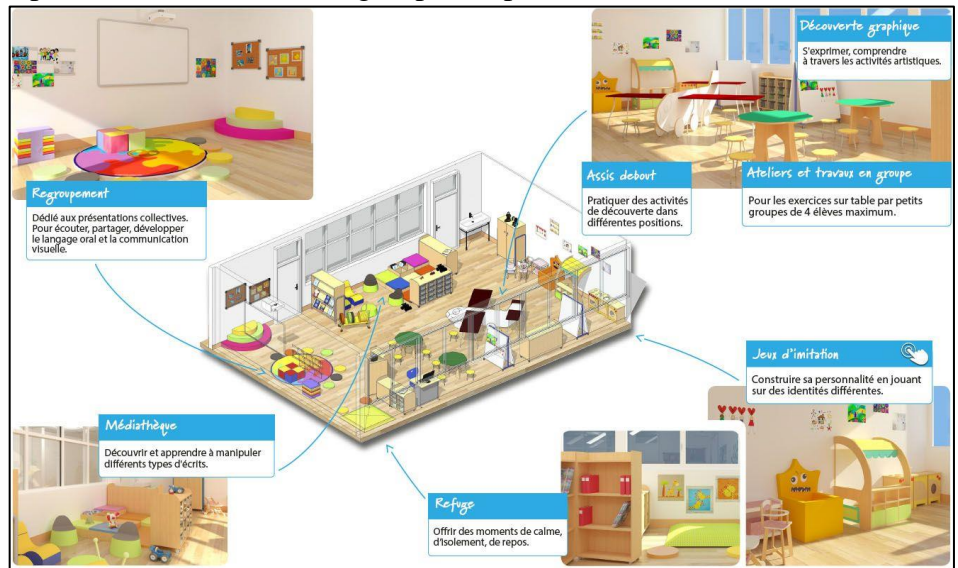 Découverte graphique
S'exprimer, comprendre
à travers les activités artistiques.
Assis debout
Pratiquer des activités
de découverte dans
différentes positions.
Ateliers et travaux en groupe
Pour les exercices sur table par petits
groupes de 4 élèves maximum.
Regroupement
Dédié aux présentations collectives.
Pour écouter, partager, développer
le langage oral et la communication
visuelle.
Jeux d'imitation
Construire sa personnalité en jouant
sur des identités différentes.
Médiathèque
Découvrir et apprendre à manipuler
différents types d'écrits.
Refuge
Offrir des moments de calme,
d'isolement, de repos.